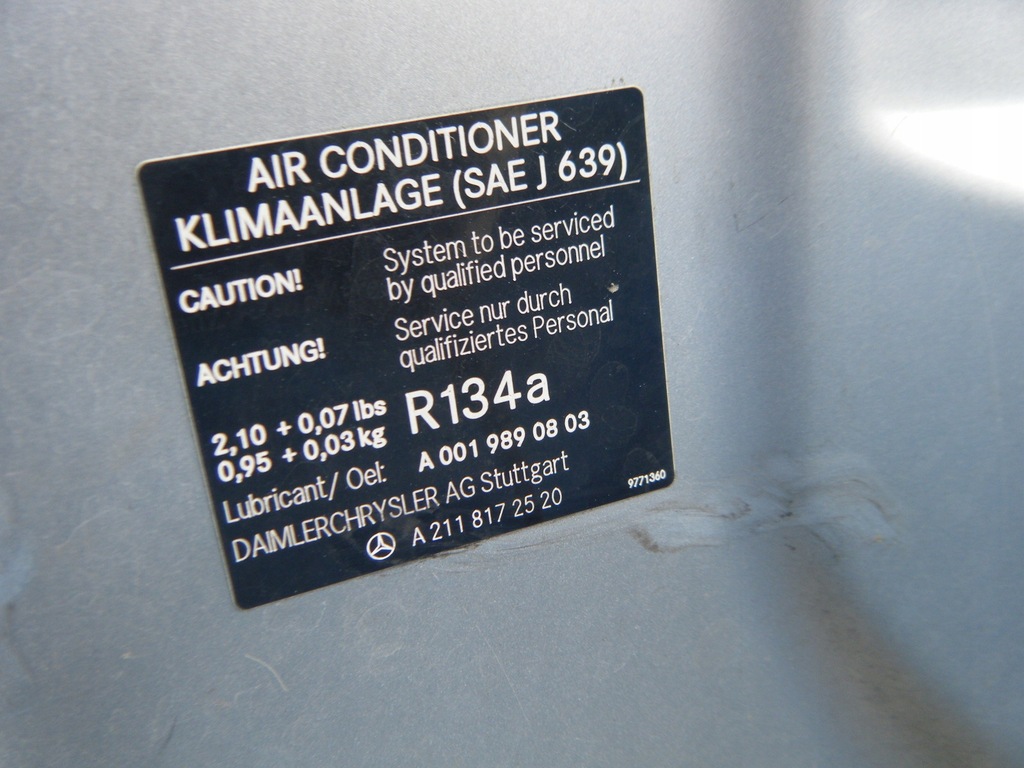 AIR CONDITIONER
KLIMAANLAGE (SAE J 639)
CAUTION! System to be serviced
by qualified personnel
ACHTUNG! Service nur durch
qualifiziertes Personal
2,10 + 0,07 lbs R134a
0,95 + 0,03 kg
Lubricant/ Oel: A 001 989 08 03
DAIMLERCHRYSLER AG Stuttgart
A 211 817 25 20
9771360